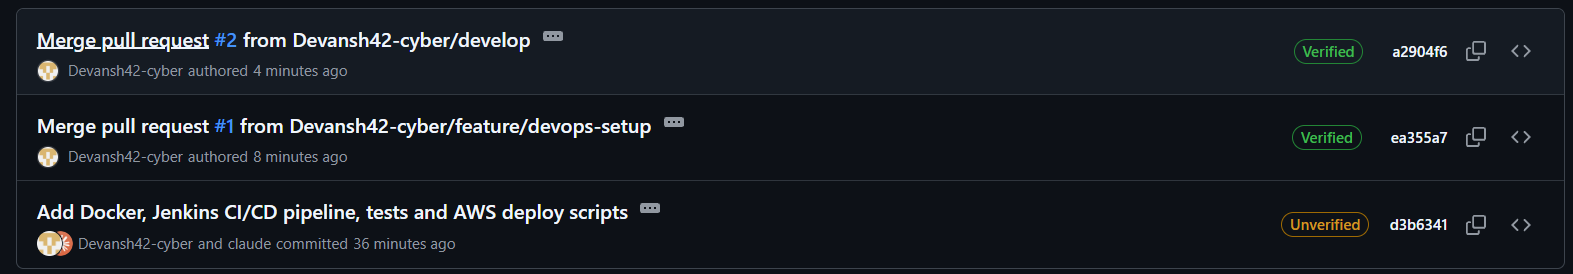 Merge pull request #2 from Devansh42-cyber/develop
Verified
a2904f6
Devansh42-cyber authored 4 minutes ago
Merge pull request #1 from Devansh42-cyber/feature/devops-setup
Verified
ea355a7
Devansh42-cyber authored 8 minutes ago
Add Docker, Jenkins CI/CD pipeline, tests and AWS deploy scripts
Unverified
d3b6341
Devansh42-cyber and claude committed 36 minutes ago